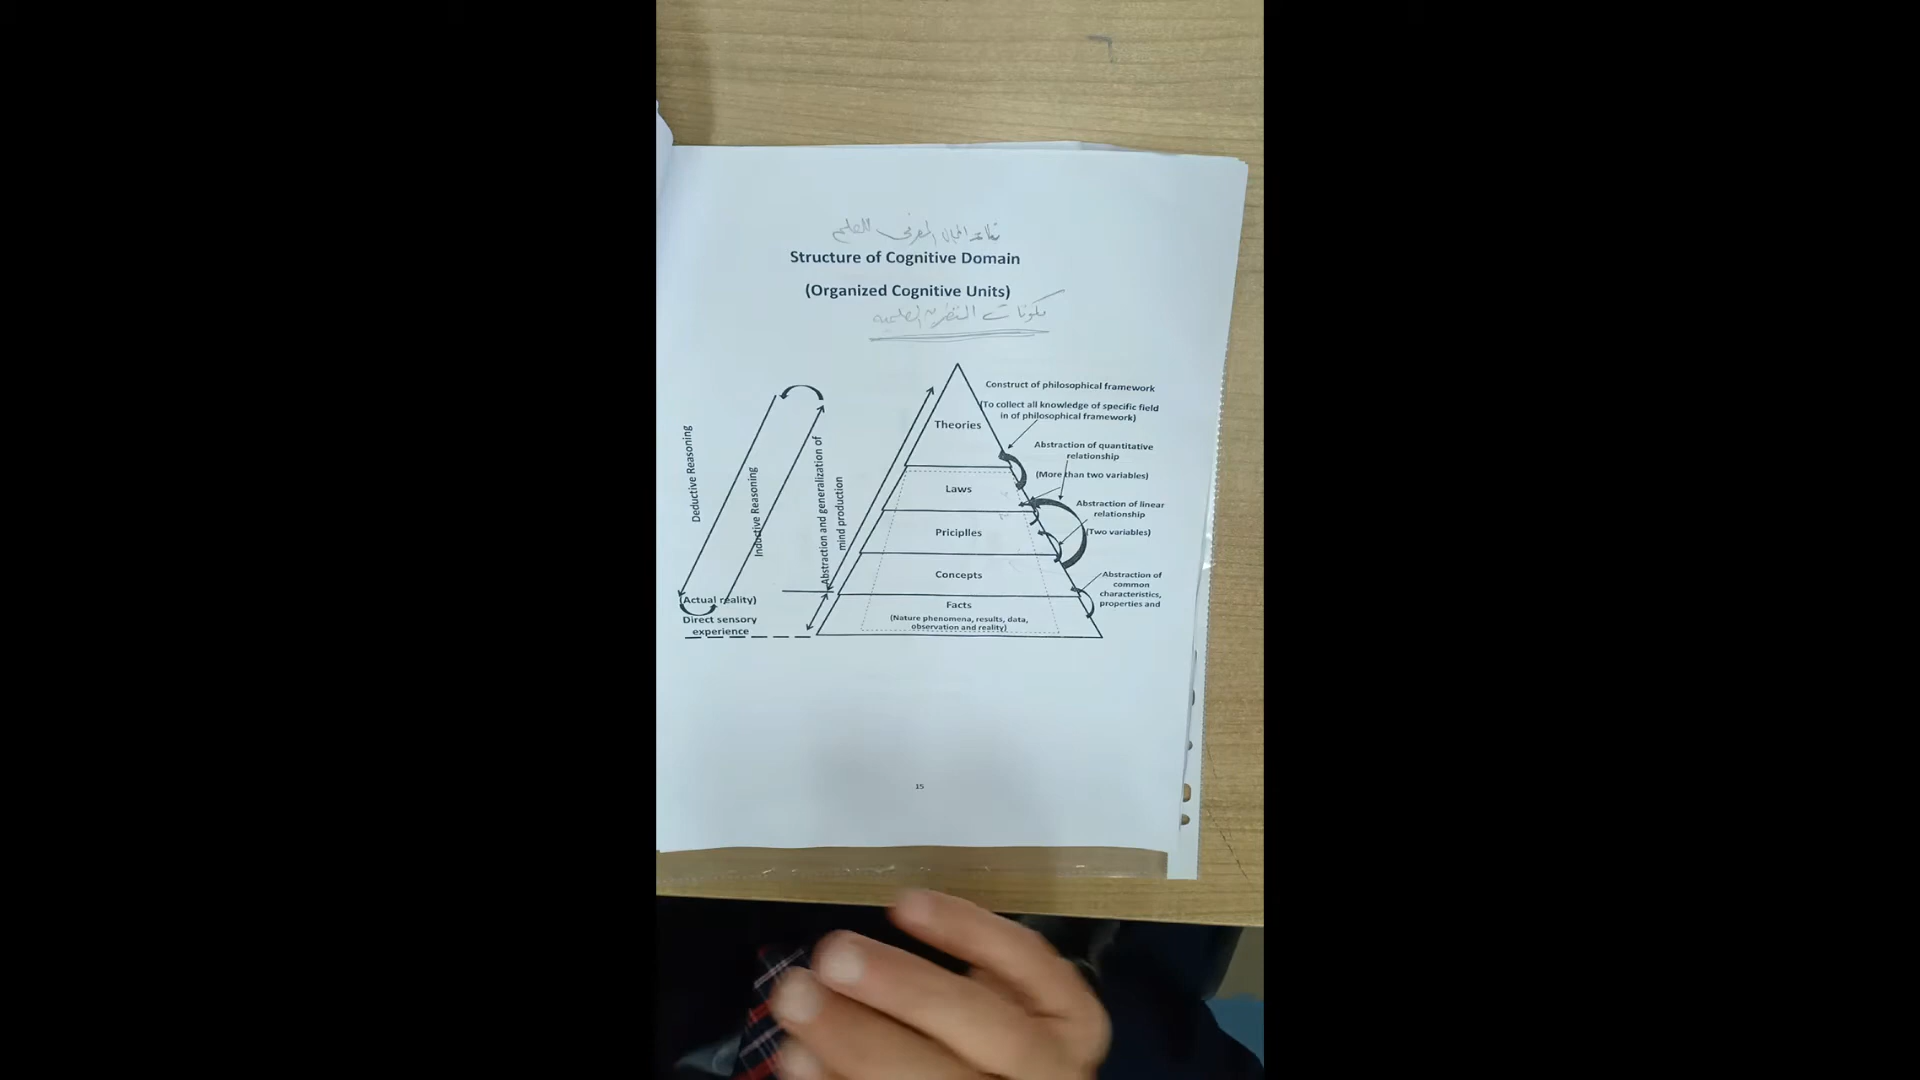 Structure of Cognitive Domain
(Organized Cognitive Units)
مكونات النظرية العلمية
Construct of philosophical framework
(To collect all knowledge of specific field
in of philosophical framework)
Theories
Abstraction of quantitative
relationship
(More than two variables)
Laws
Abstraction of linear
relationship
(Two variables)
Priciplles
Concepts
Abstraction of
common
characteristics,
properties and
Facts
(Nature phenomena, results, data,
observation and reality)
Deductive Reasoning
Inductive Reasoning
Abstraction and generalization of
mind production
(Actual reality)
Direct sensory
experience
15